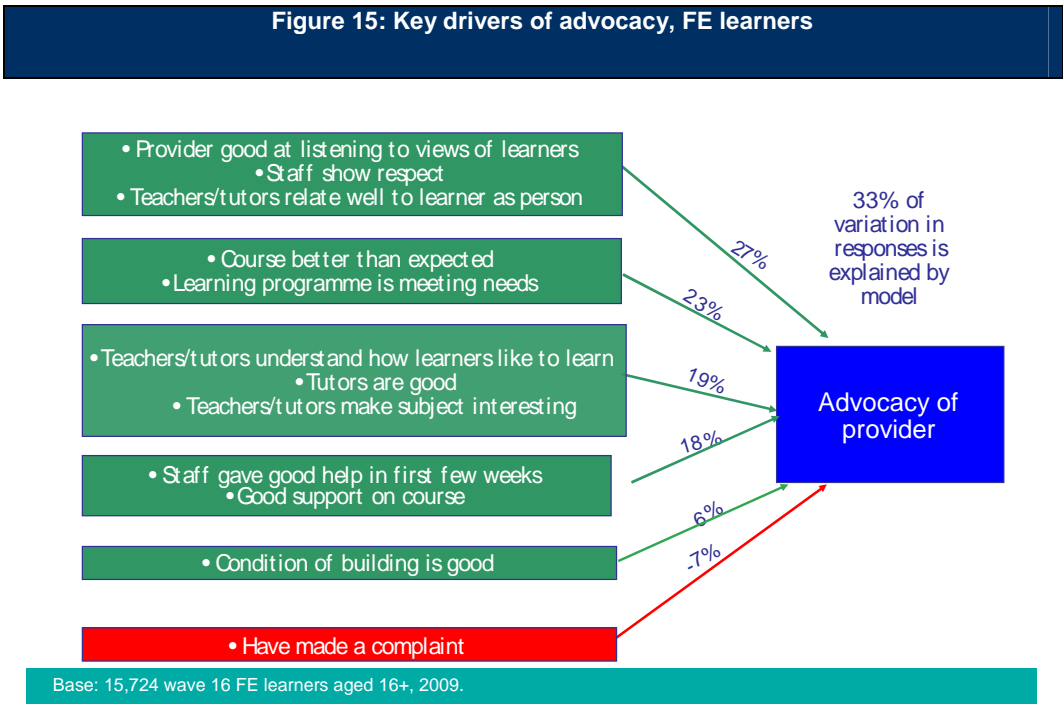 Figure 15: Key drivers of advocacy, FE learners
• Provider good at listening to views of learners
• Staff show respect
• Teachers/tutors relate well to learner as person
33% of
variation in
responses is
explained by
model
27%
• Course better than expected
• Learning programme is meeting needs
23%
• Teachers/tutors understand how learners like to learn
• Tutors are good
• Teachers/tutors make subject interesting
19%
Advocacy of
provider
18%
• Staff gave good help in first few weeks
• Good support on course
6%
• Condition of building is good
-7%
• Have made a complaint
Base: 15,724 wave 16 FE learners aged 16+, 2009.